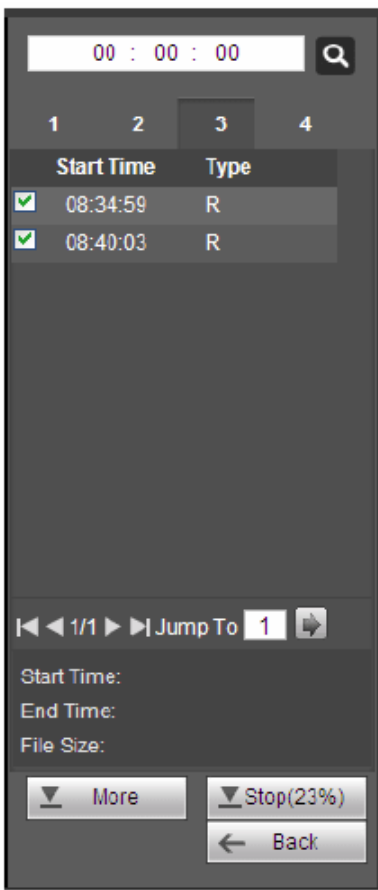 00 : 00 : 00
1 2 3 4
Start Time Type
08:34:59 R
08:40:03 R
1/1 Jump To 1
Start Time:
End Time:
File Size:
More Stop(23%)
Back